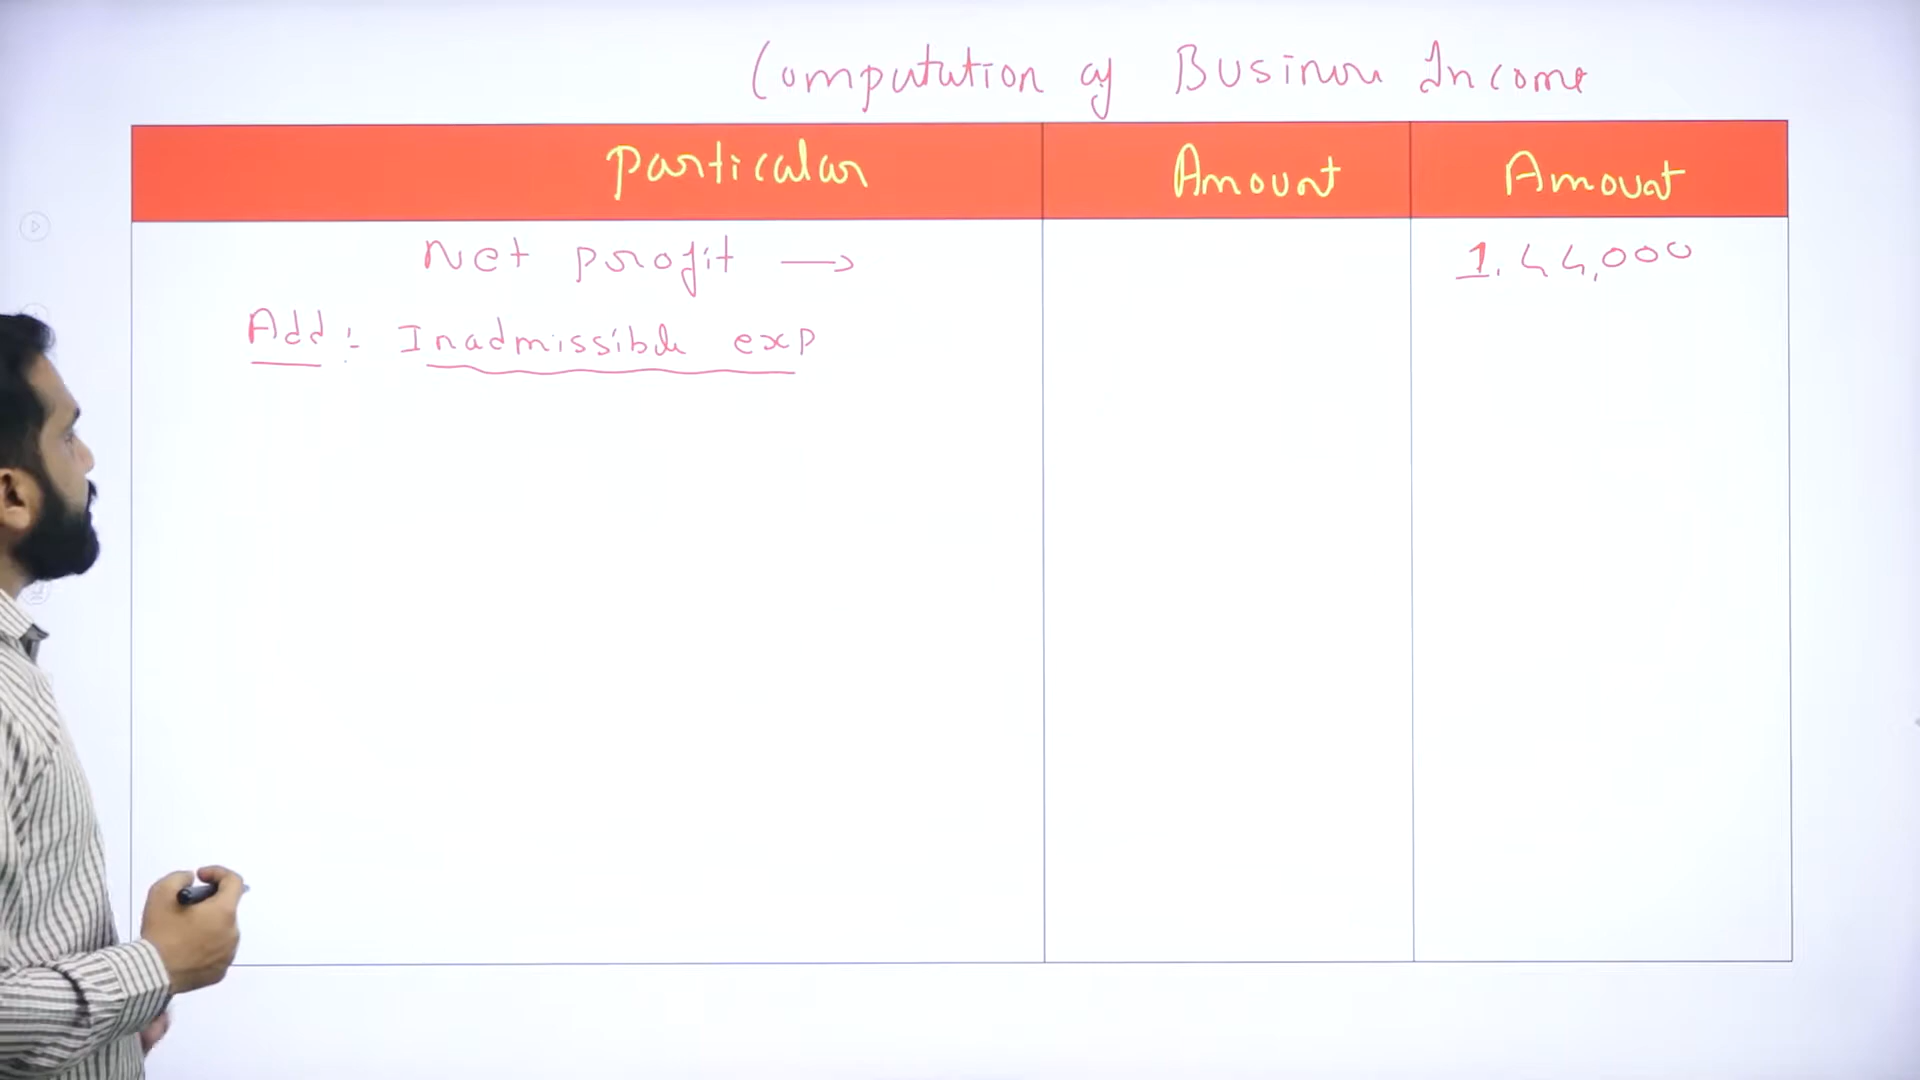 Computation of Business Income
Particular Amount Amount
Net profit →
1,44,000
Add:- Inadmissible exp